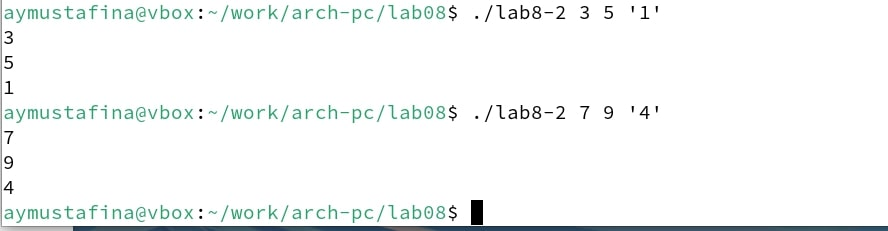 aymustafina@vbox:~/work/arch-pc/lab08$ ./lab8-2 3 5 '1'
3
5
1
aymustafina@vbox:~/work/arch-pc/lab08$ ./lab8-2 7 9 '4'
7
9
4
aymustafina@vbox:~/work/arch-pc/lab08$